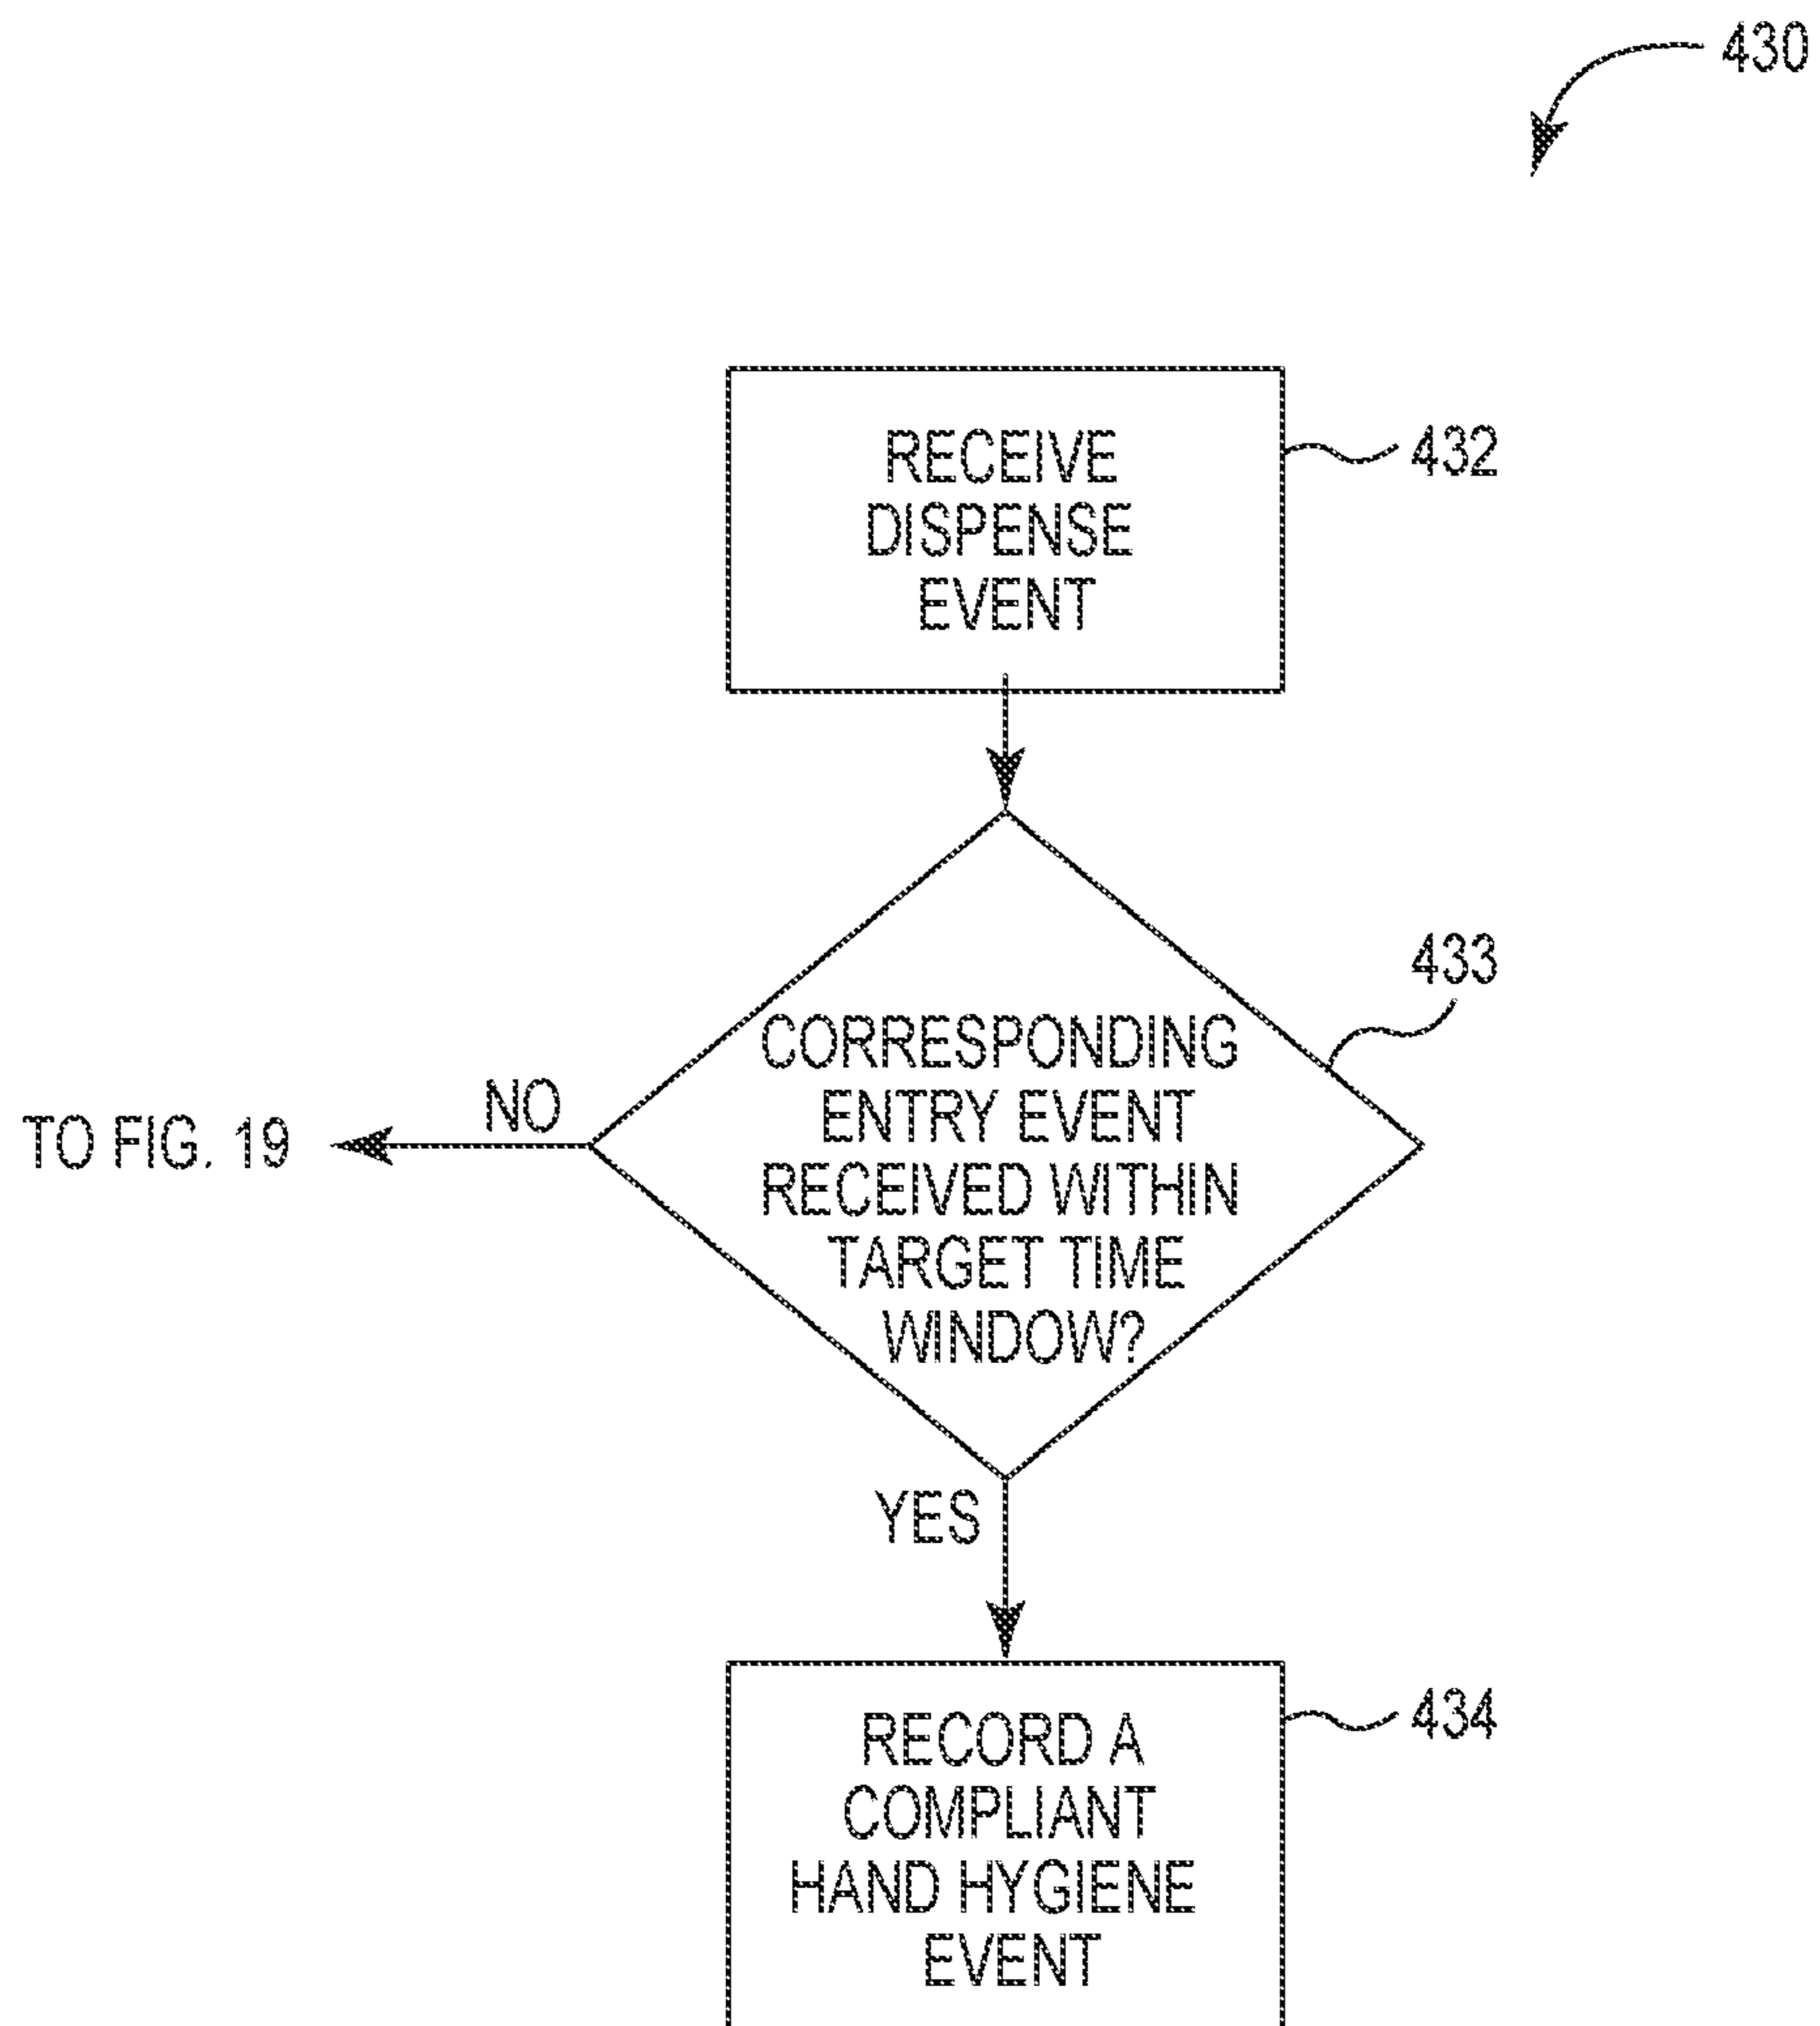 430
RECEIVE
DISPENSE
EVENT
432
433
CORRESPONDING
ENTRY EVENT
RECEIVED WITHIN
TARGET TIME
WINDOW?
NO
TO FIG. 19
YES
RECORD A
COMPLIANT
HAND HYGIENE
EVENT
434